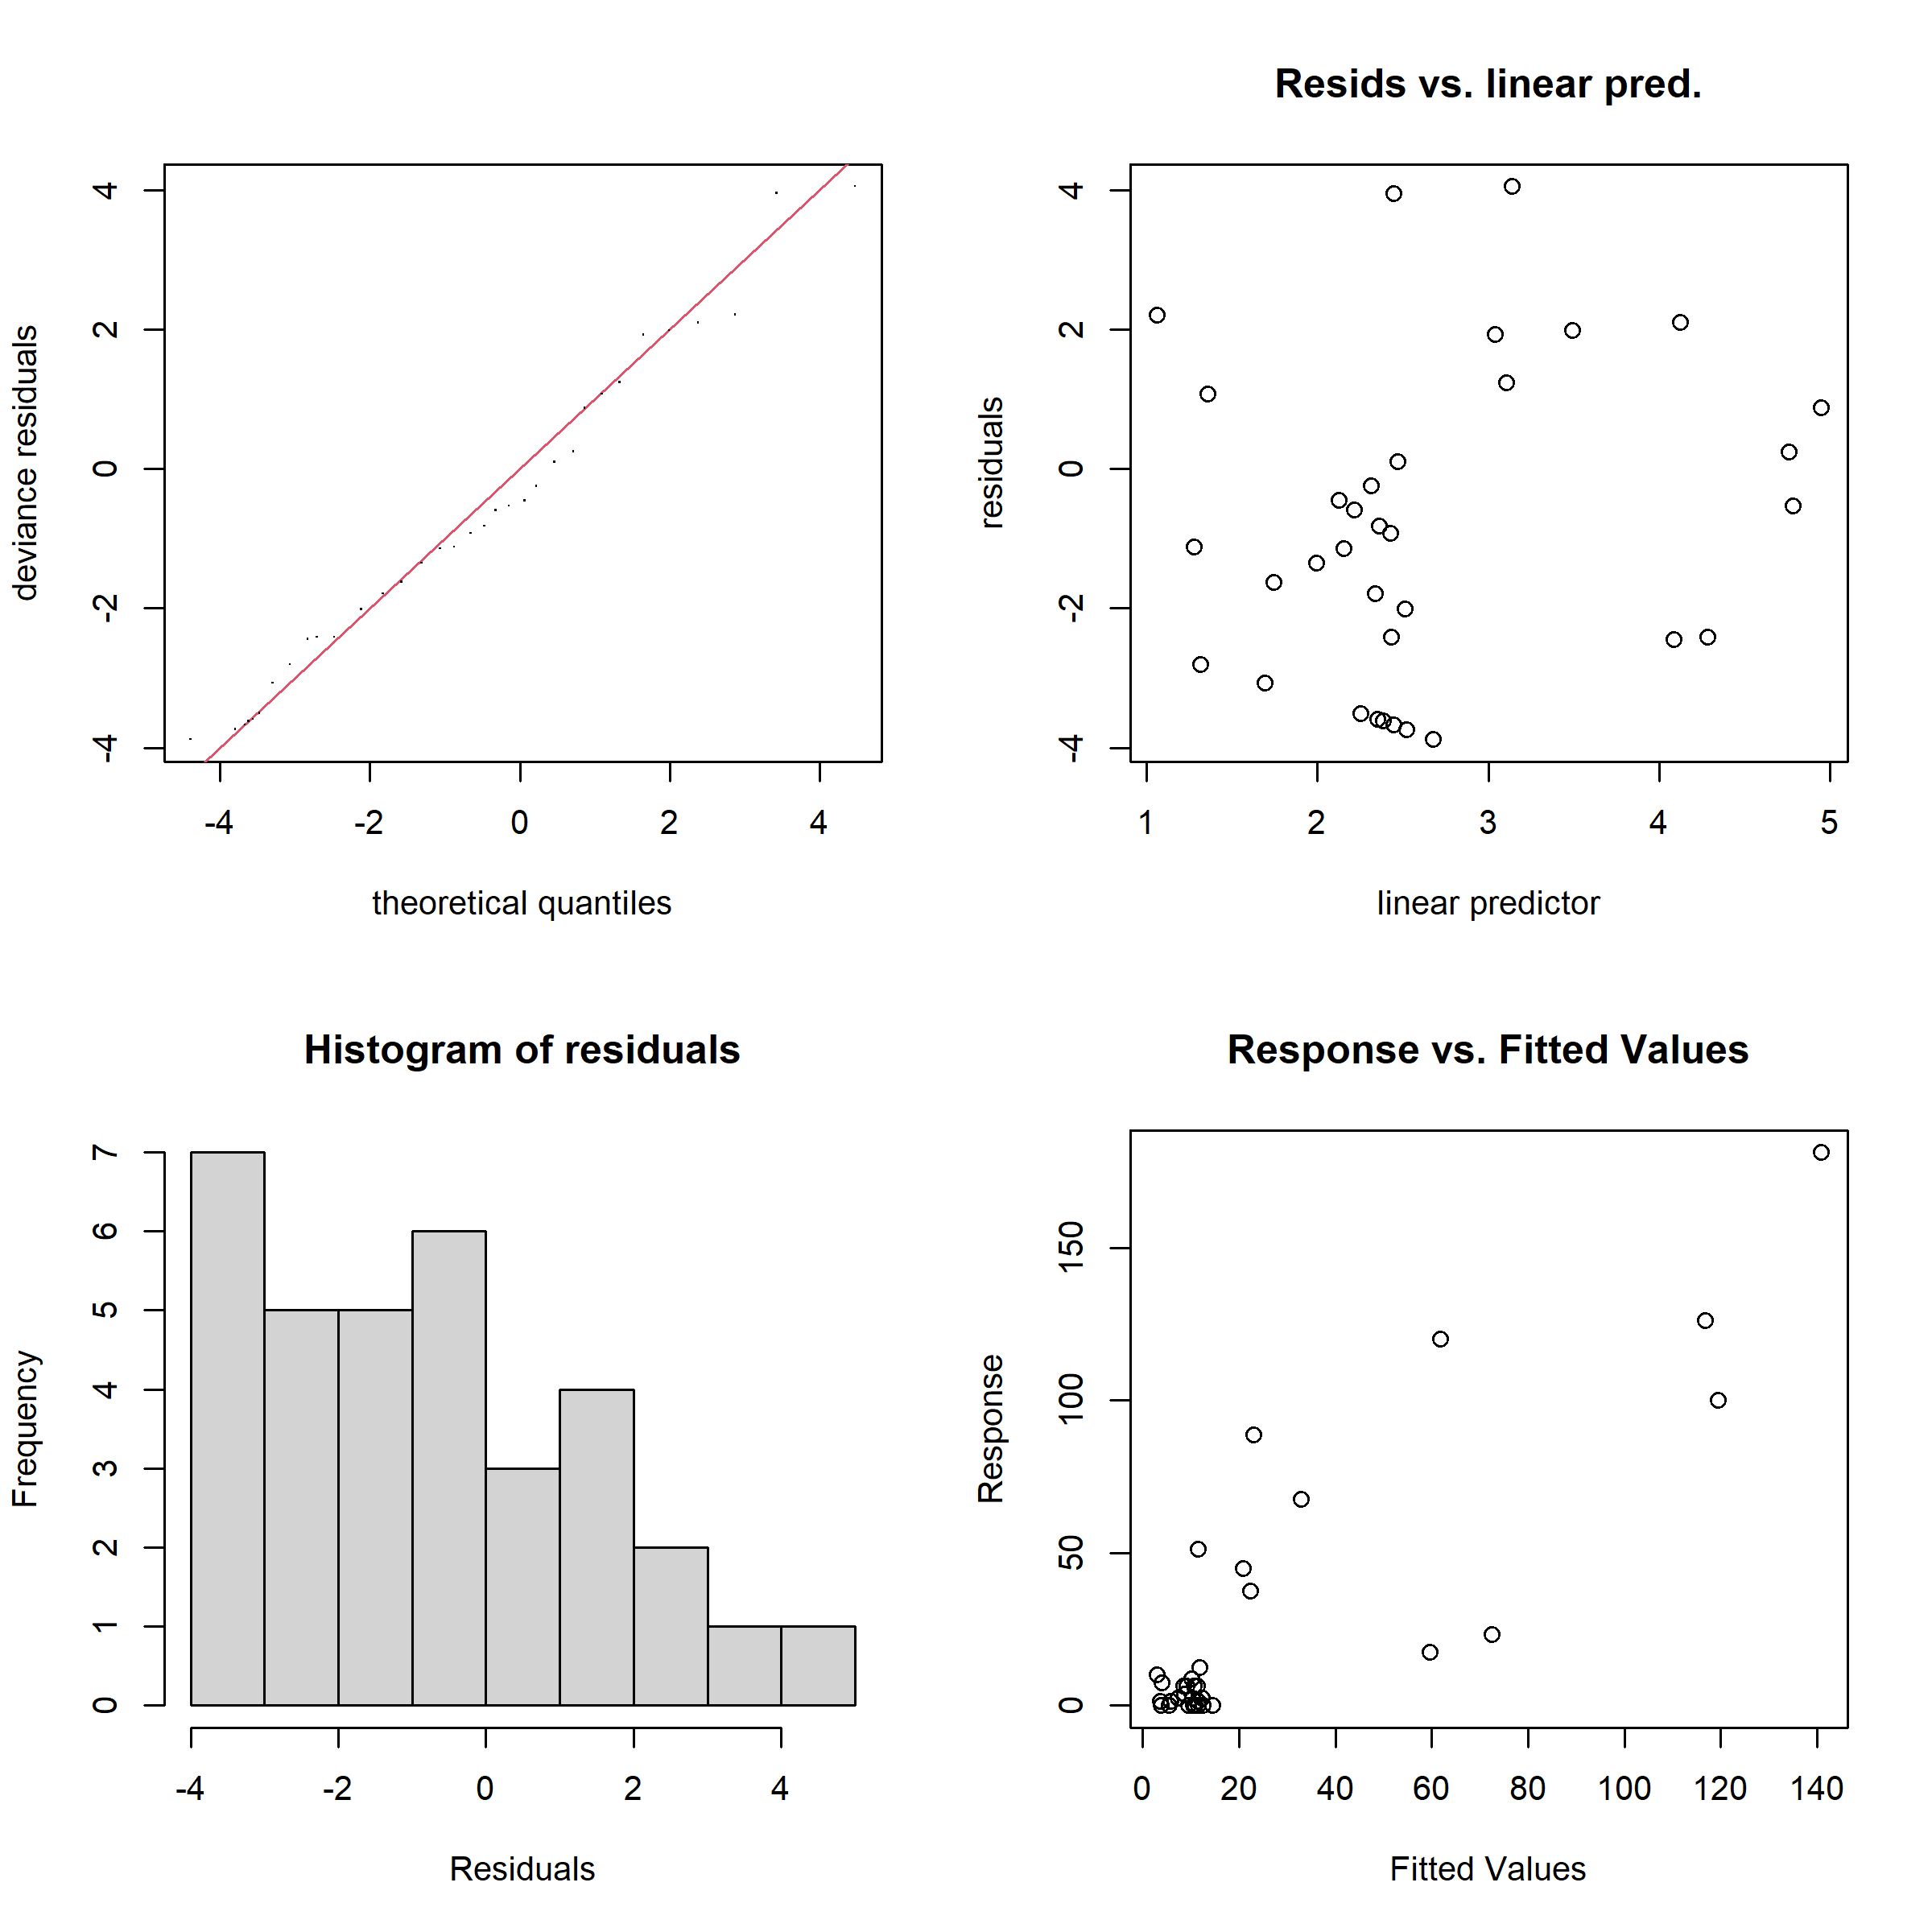 deviance residuals
4
2
0
-2
-4
-4 -2 0 2 4
theoretical quantiles
Resids vs. linear pred.
residuals
4
2
0
-2
-4
1 2 3 4 5
linear predictor
Histogram of residuals
Frequency
7
6
5
4
3
2
1
0
-4 -2 0 2 4
Residuals
Response vs. Fitted Values
Response
150
100
50
0
0 20 40 60 80 100 120 140
Fitted Values